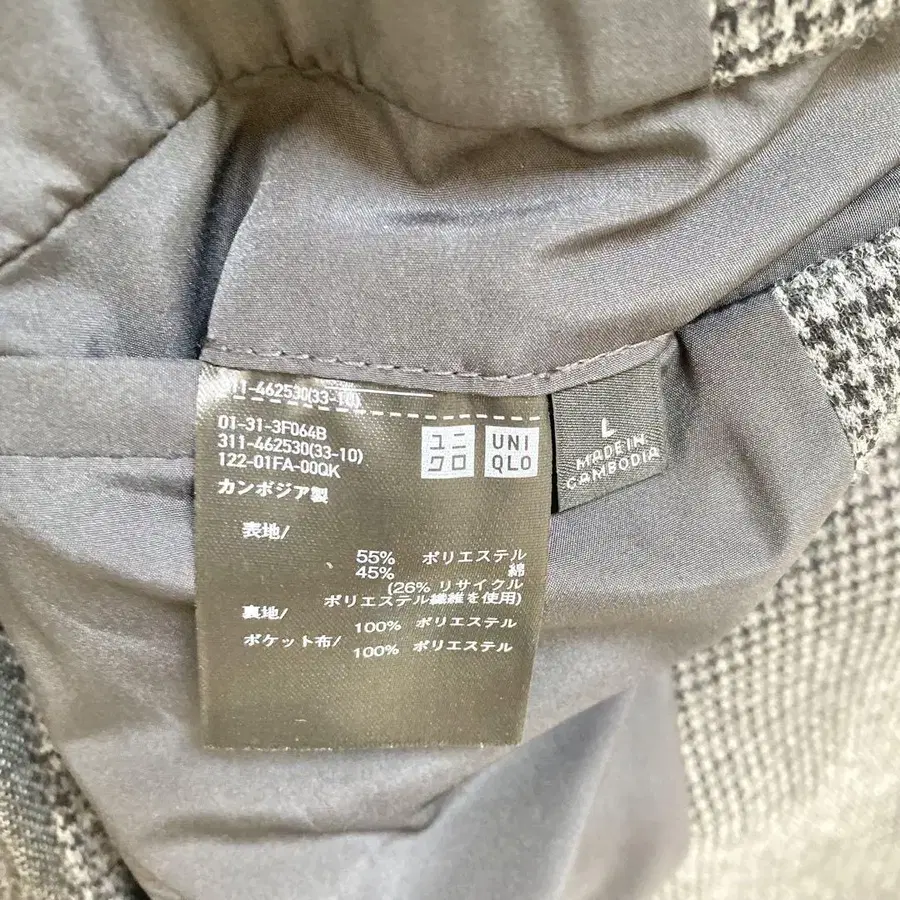 311-462530(33-10)
01-31-3F064B
311-462530(33-10)
122-01FA-00QK
カンボジア製
ユニ
クロ
UNI
QLO
L
MADE IN
CAMBODIA
表地/
55% ポリエステル
45% 綿
(26% リサイクル
ポリエステル繊維を使用)
裏地/
100% ポリエステル
ポケット布/
100% ポリエステル